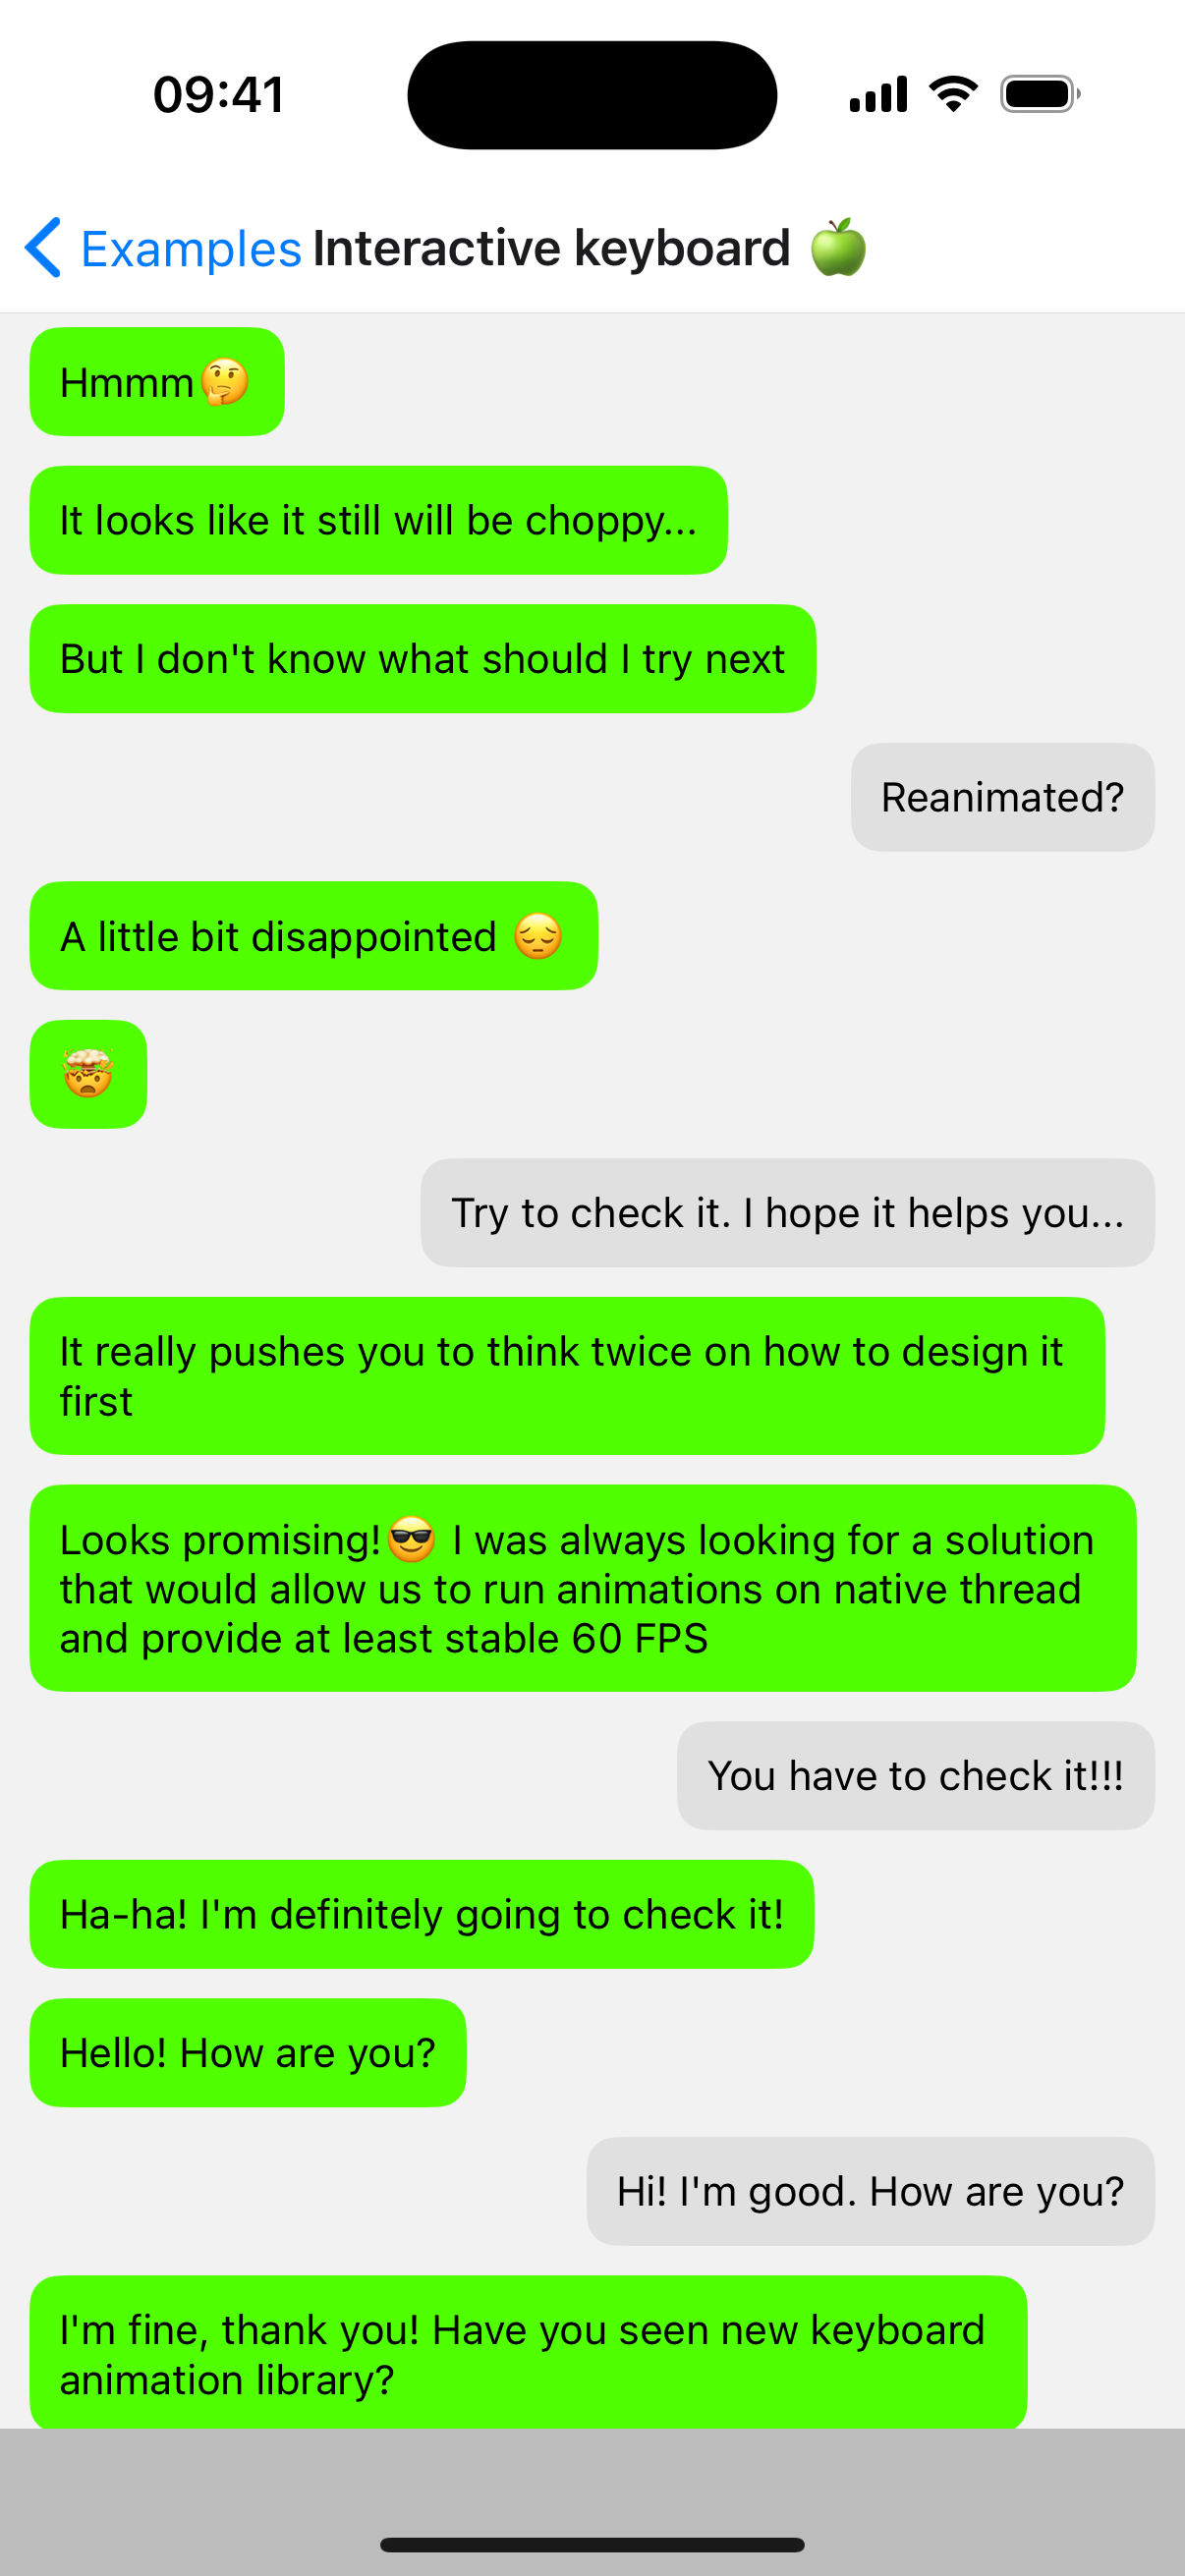 09:41
Examples Interactive keyboard 🍏
Hmmm🤔
It looks like it still will be choppy...
But I don't know what should I try next
Reanimated?
A little bit disappointed 😔
🤯
Try to check it. I hope it helps you...
It really pushes you to think twice on how to design it
first
Looks promising!😎 I was always looking for a solution
that would allow us to run animations on native thread
and provide at least stable 60 FPS
You have to check it!!!
Ha-ha! I'm definitely going to check it!
Hello! How are you?
Hi! I'm good. How are you?
I'm fine, thank you! Have you seen new keyboard
animation library?